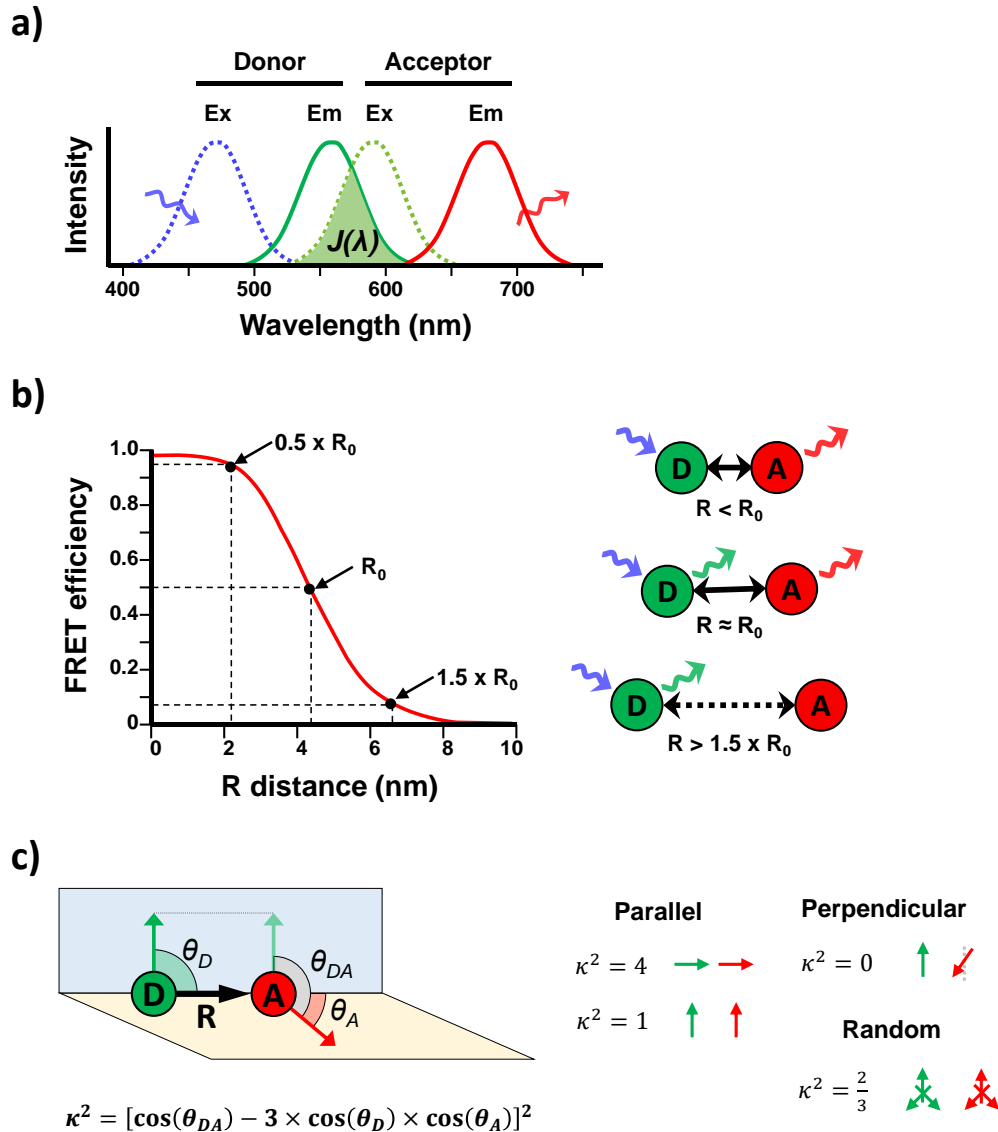 a)
Donor Acceptor
Ex Em Ex Em
Intensity
J(λ)
400 500 600 700
Wavelength (nm)
b)
FRET efficiency
1.0
0.8
0.6
0.4
0.2
0
0 2 4 6 8 10
R distance (nm)
0.5 x R₀
R₀
1.5 x R₀
D A
R < R₀
D A
R ≈ R₀
D A
R > 1.5 x R₀
c)
θD
θDA
D A
R
θA
κ² = [cos(θDA) − 3 × cos(θD) × cos(θA)]²
Parallel
κ² = 4
κ² = 1
Perpendicular
κ² = 0
Random
κ² = 2/3